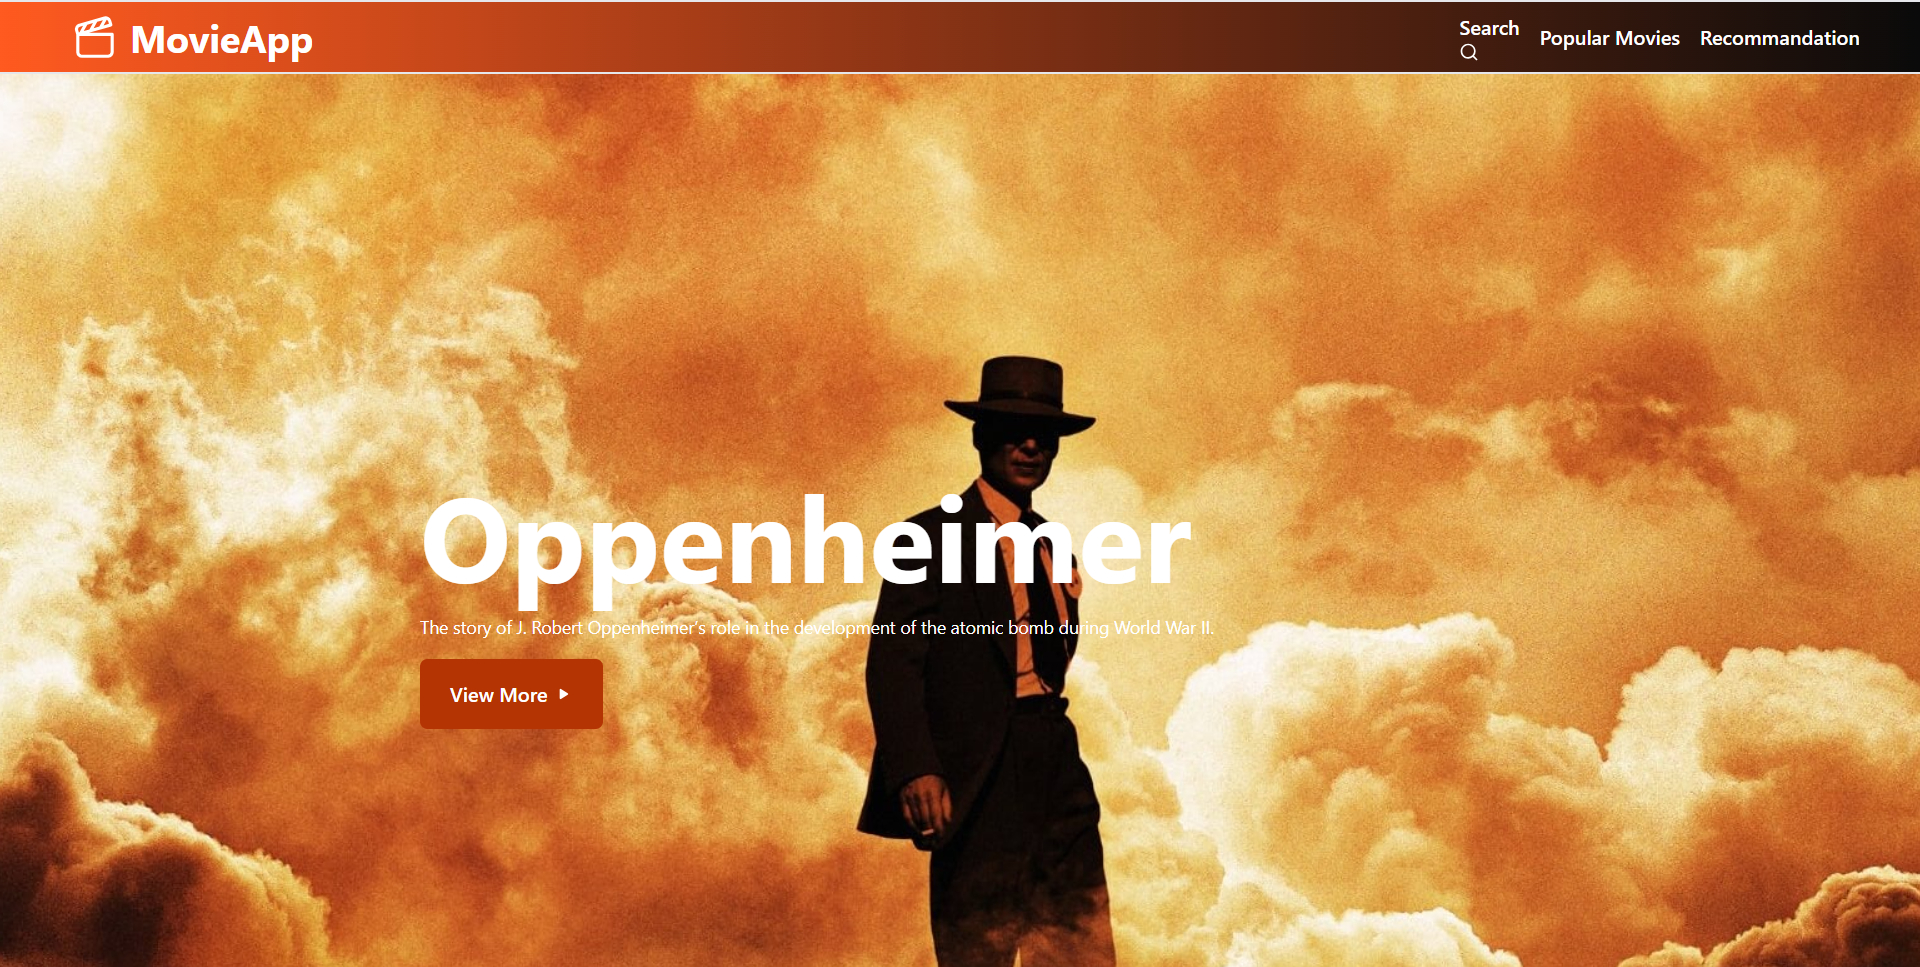 MovieApp
Search
Popular Movies
Recommandation
Oppenheimer
The story of J. Robert Oppenheimer's role in the development of the atomic bomb during World War II.
View More